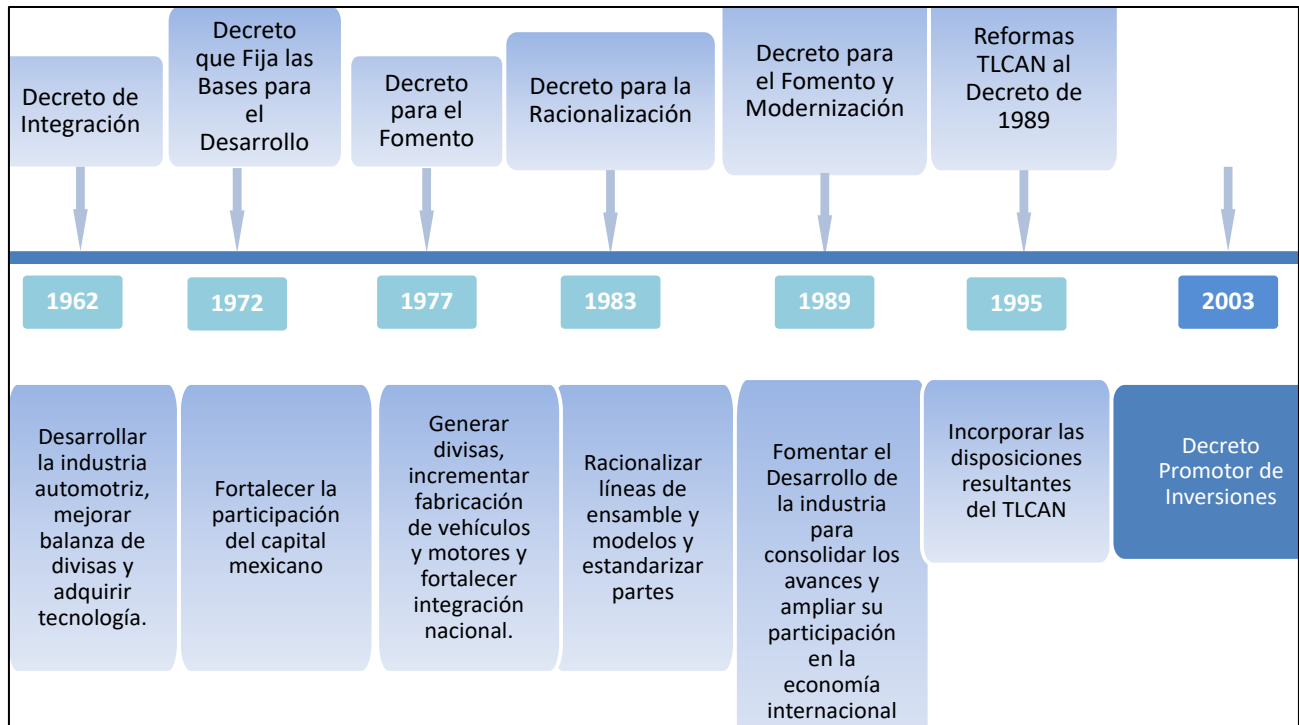 Decreto de
Integración
Decreto
que Fija las
Bases para
el
Desarrollo
Decreto
para el
Fomento
Decreto para la
Racionalización
Decreto para
el Fomento y
Modernización
Reformas
TLCAN al
Decreto de
1989
1962
1972
1977
1983
1989
1995
2003
Desarrollar
la industria
automotriz,
mejorar
balanza de
divisas y
adquirir
tecnología.
Fortalecer la
participación
del capital
mexicano
Generar
divisas,
incrementar
fabricación
de vehículos
y motores y
fortalecer
integración
nacional.
Racionalizar
líneas de
ensamble y
modelos y
estandarizar
partes
Fomentar el
Desarrollo de
la industria
para
consolidar los
avances y
ampliar su
participación
en la
economía
internacional
Incorporar las
disposiciones
resultantes
del TLCAN
Decreto
Promotor de
Inversiones